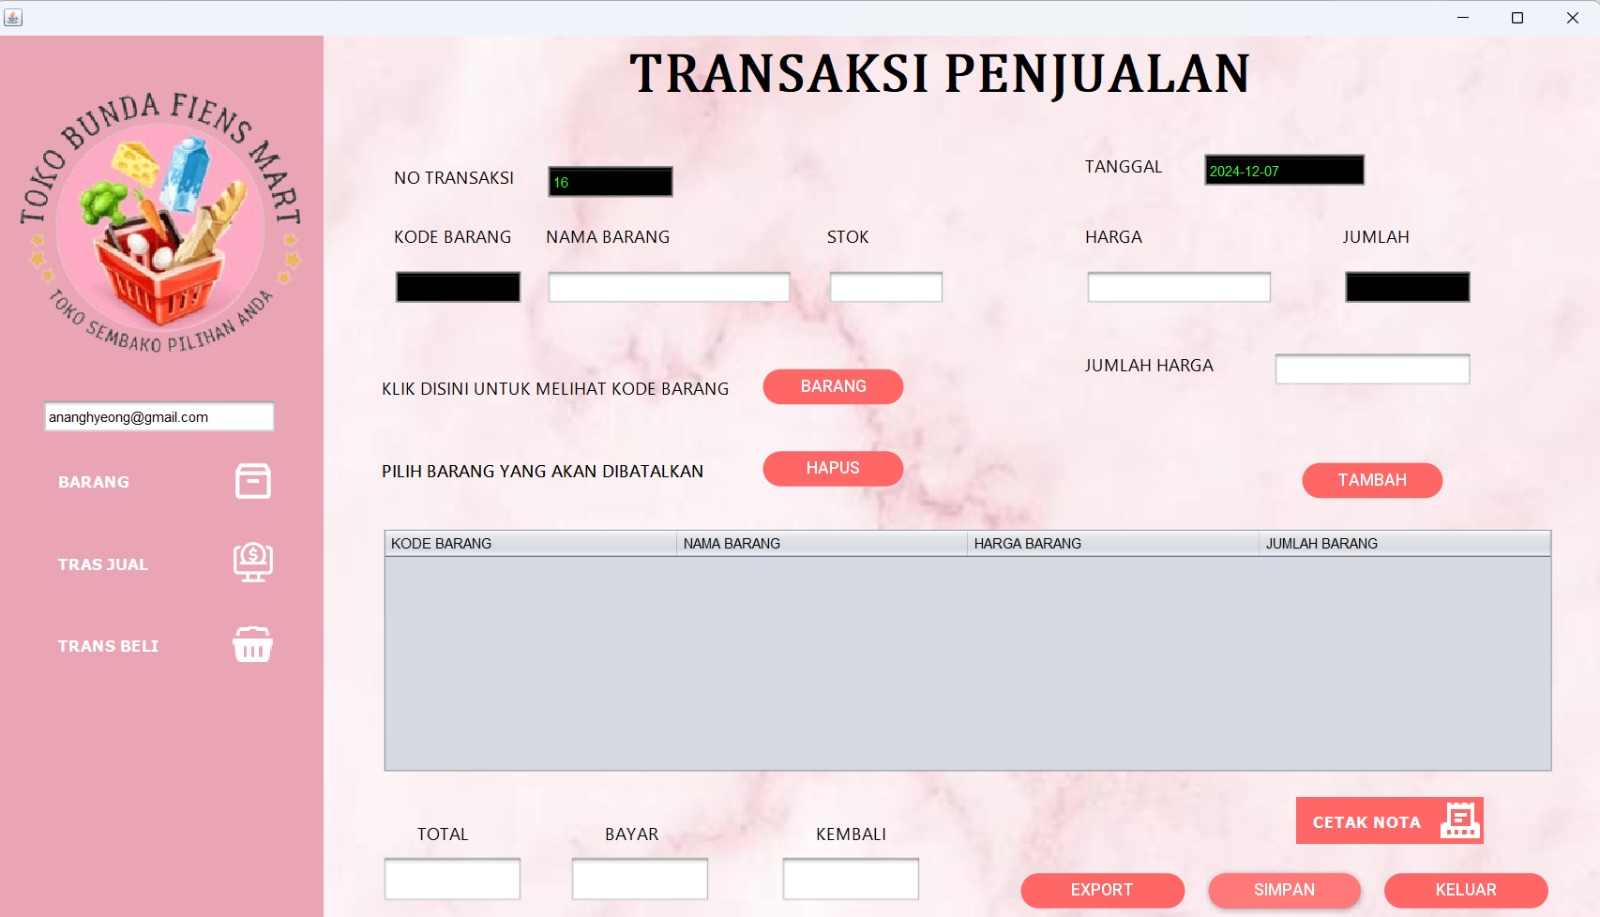 TOKO BUNDA FIENS MART
TOKO SEMBAKO PILIHAN ANDA
ananghyeong@gmail.com
BARANG
TRAS JUAL
TRANS BELI
TRANSAKSI PENJUALAN
NO TRANSAKSI 16 TANGGAL 2024-12-07
KODE BARANG NAMA BARANG STOK HARGA JUMLAH
JUMLAH HARGA
KLIK DISINI UNTUK MELIHAT KODE BARANG BARANG
PILIH BARANG YANG AKAN DIBATALKAN HAPUS
TAMBAH
KODE BARANG NAMA BARANG HARGA BARANG JUMLAH BARANG
CETAK NOTA
TOTAL BAYAR KEMBALI
EXPORT SIMPAN KELUAR